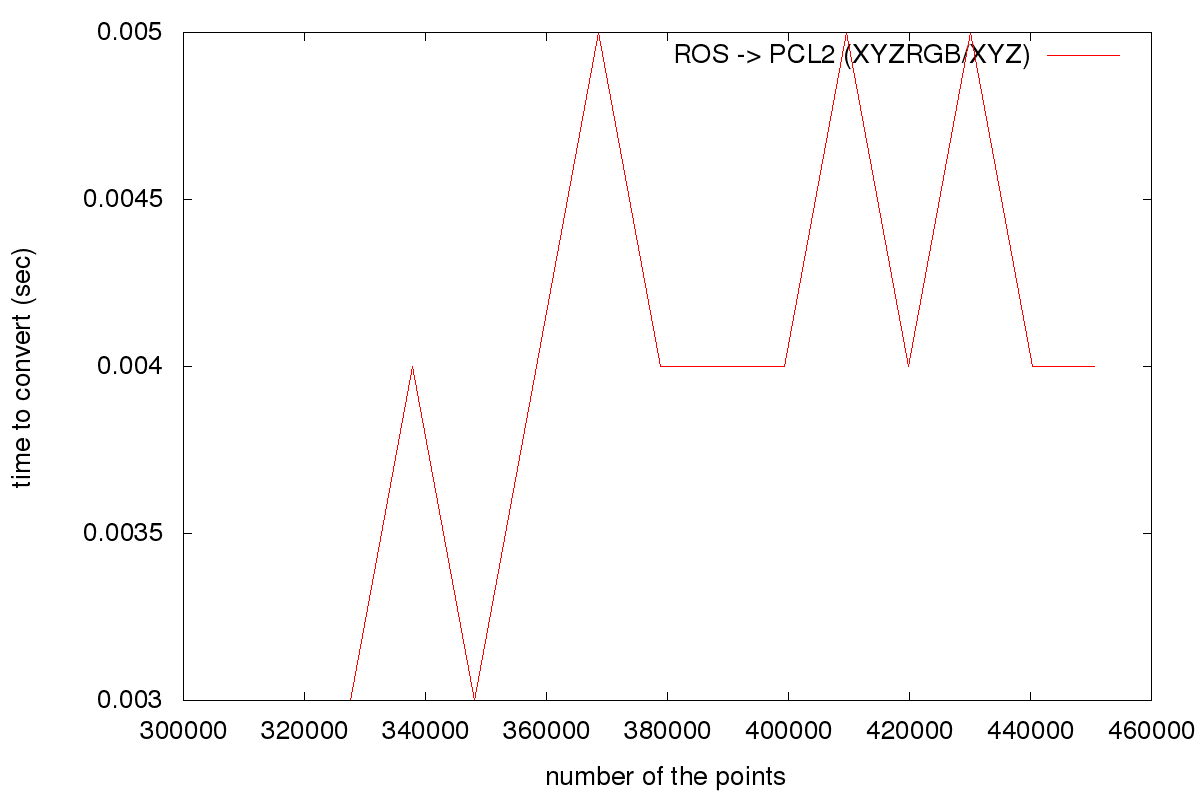 ROS -> PCL2 (XYZRGB/XYZ)
0.005
0.0045
0.004
0.0035
0.003
time to convert (sec)
300000 320000 340000 360000 380000 400000 420000 440000 460000
number of the points